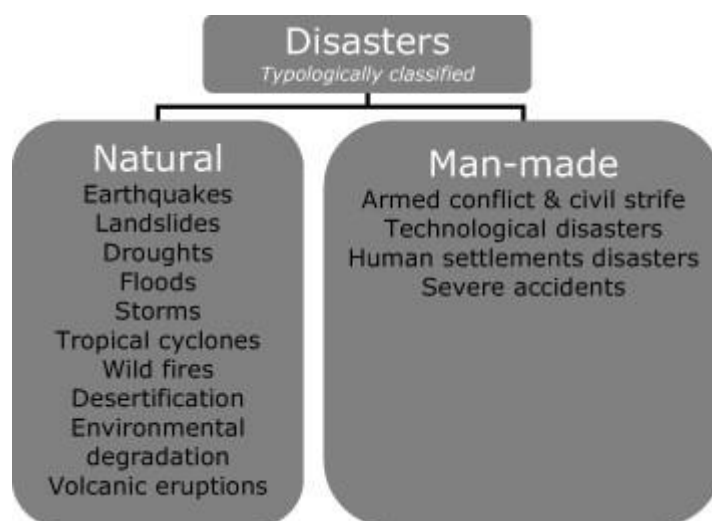 Disasters
Typologically classified
Natural
Earthquakes
Landslides
Droughts
Floods
Storms
Tropical cyclones
Wild fires
Desertification
Environmental
degradation
Volcanic eruptions
Man-made
Armed conflict & civil strife
Technological disasters
Human settlements disasters
Severe accidents